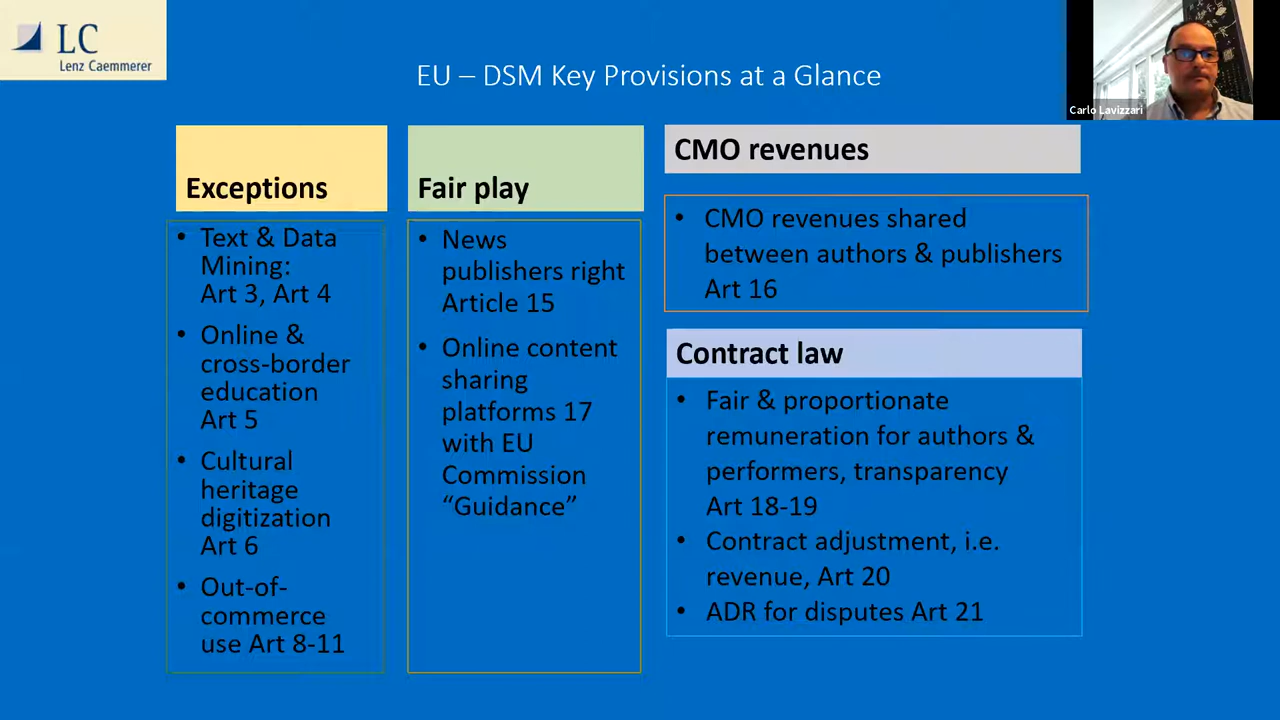 LC
Lenz Caemmerer
EU – DSM Key Provisions at a Glance
Carlo Lavizzari
Exceptions
• Text & Data
Mining:
Art 3, Art 4
• Online &
cross-border
education
Art 5
• Cultural
heritage
digitization
Art 6
• Out-of-
commerce
use Art 8-11
Fair play
• News
publishers right
Article 15
• Online content
sharing
platforms 17
with EU
Commission
“Guidance”
CMO revenues
• CMO revenues shared
between authors & publishers
Art 16
Contract law
• Fair & proportionate
remuneration for authors &
performers, transparency
Art 18-19
• Contract adjustment, i.e.
revenue, Art 20
• ADR for disputes Art 21